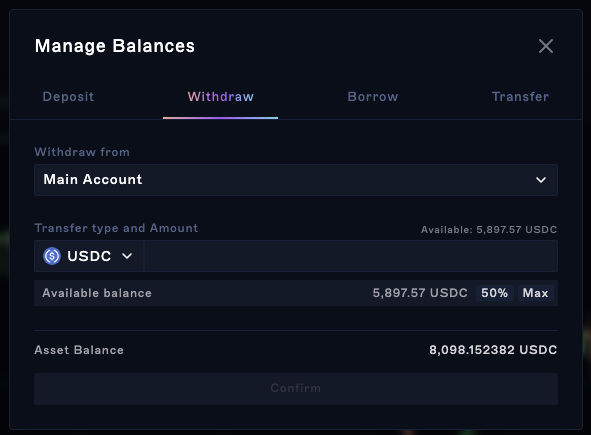 Manage Balances
Deposit Withdraw Borrow Transfer
Withdraw from
Main Account
Transfer type and Amount Available: 5,897.57 USDC
USDC
Available balance 5,897.57 USDC 50% Max
Asset Balance 8,098.152382 USDC
Confirm